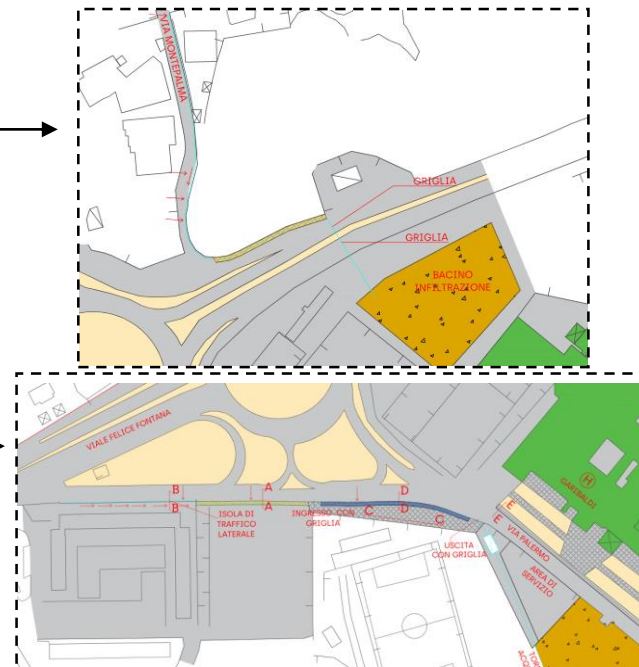 VIA MONTEPALMA
GRIGLIA
GRIGLIA
BACINO
INFILTRAZIONE
VIALE FELICE FONTANA
B
A
D
B
A
D
C
C
ISOLA DI
TRAFFICO
LATERALE
INGRESSO CON
GRIGLIA
USCITA
CON GRIGLIA
H
GARIBALDI
E
E
VIA PALERMO
AREA DI
SERVIZIO